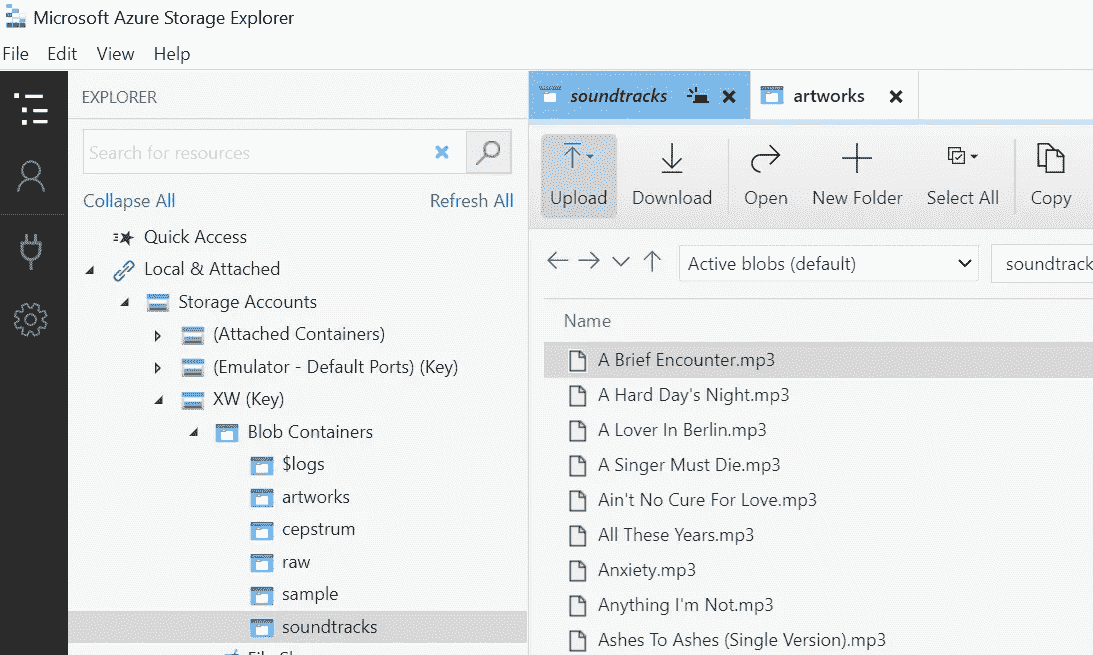 Microsoft Azure Storage Explorer
File Edit View Help
EXPLORER
Search for resources
Collapse All Refresh All
Quick Access
Local & Attached
Storage Accounts
(Attached Containers)
(Emulator - Default Ports) (Key)
XW (Key)
Blob Containers
$logs
artworks
cepstrum
raw
sample
soundtracks
soundtracks artworks
Upload Download Open New Folder Select All Copy
Active blobs (default) soundtrack
Name
A Brief Encounter.mp3
A Hard Day's Night.mp3
A Lover In Berlin.mp3
A Singer Must Die.mp3
Ain't No Cure For Love.mp3
All These Years.mp3
Anxiety.mp3
Anything I'm Not.mp3
Ashes To Ashes (Single Version).mp3